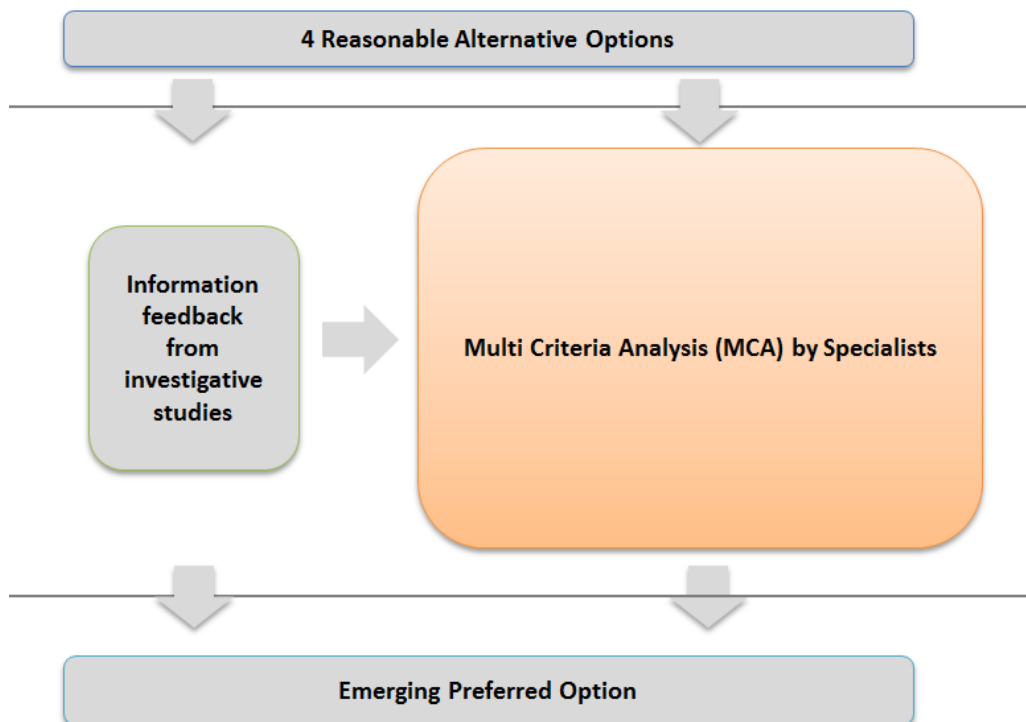 4 Reasonable Alternative Options
Information
feedback
from
investigative
studies
Multi Criteria Analysis (MCA) by Specialists
Emerging Preferred Option